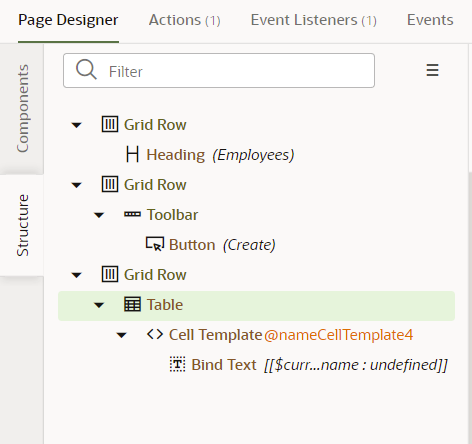 Page Designer Actions (1) Event Listeners (1) Events
Components
Structure
Filter
Grid Row
Heading (Employees)
Grid Row
Toolbar
Button (Create)
Grid Row
Table
Cell Template @nameCellTemplate4
Bind Text [[$curr...name : undefined]]